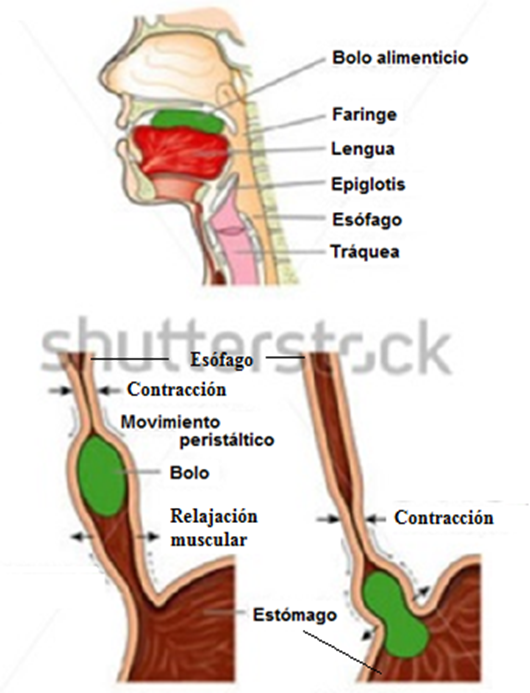 Bolo alimenticio
Faringe
Lengua
Epiglotis
Esófago
Tráquea
shutterstock
Esófago
Contracción
Movimiento
peristáltico
Bolo
Relajación
muscular
Contracción
Estómago